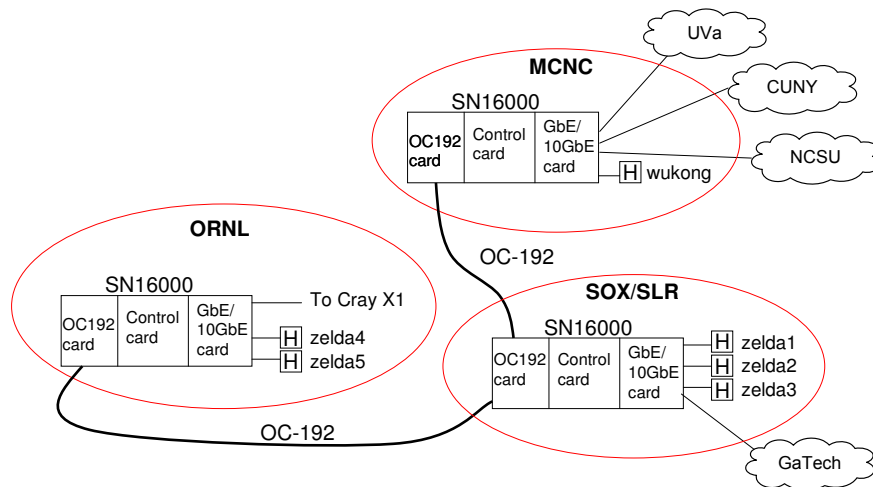 UVa
MCNC
CUNY
SN16000
OC192
card
Control
card
GbE/
10GbE
card
NCSU
H wukong
OC-192
ORNL
SN16000
OC192
card
Control
card
GbE/
10GbE
card
To Cray X1
H zelda4
H zelda5
OC-192
SOX/SLR
SN16000
OC192
card
Control
card
GbE/
10GbE
card
H zelda1
H zelda2
H zelda3
GaTech